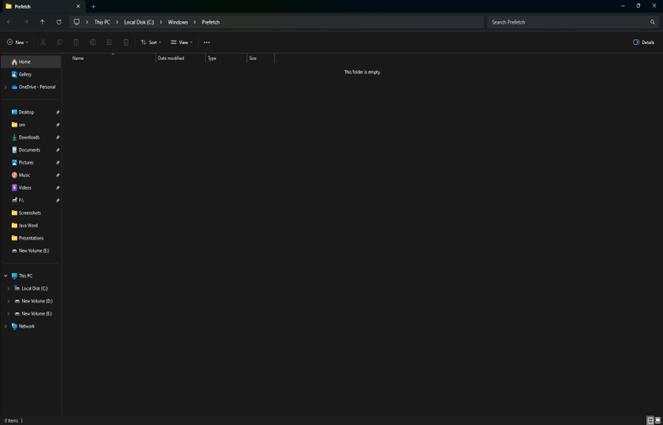 Prefetch
This PC > Local Disk (C:) > Windows > Prefetch
Search Prefetch
New
Sort
View
Details
Name
Date modified
Type
Size
This folder is empty.
Home
Gallery
OneDrive - Personal
Desktop
om
Downloads
Documents
Pictures
Music
Videos
F:\
Screenshots
Java Word
Presentations
New Volume (E:)
This PC
Local Disk (C:)
New Volume (D:)
New Volume (E:)
Network
0 items